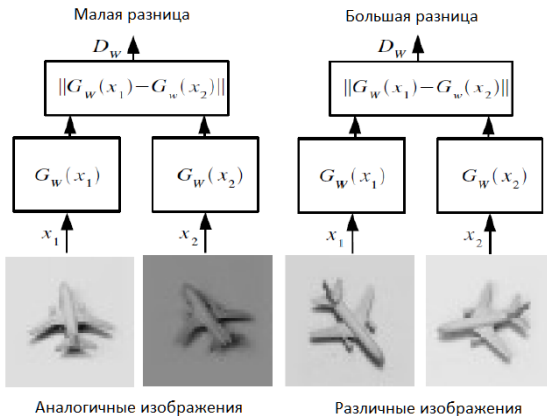 Малая разница Большая разница
D_W D_W
||G_W(x_1)−G_w(x_2)|| ||G_W(x_1)−G_w(x_2)||
G_W(x_1) G_W(x_2) G_W(x_1) G_W(x_2)
x_1 x_2 x_1 x_2
Аналогичные изображения Различные изображения